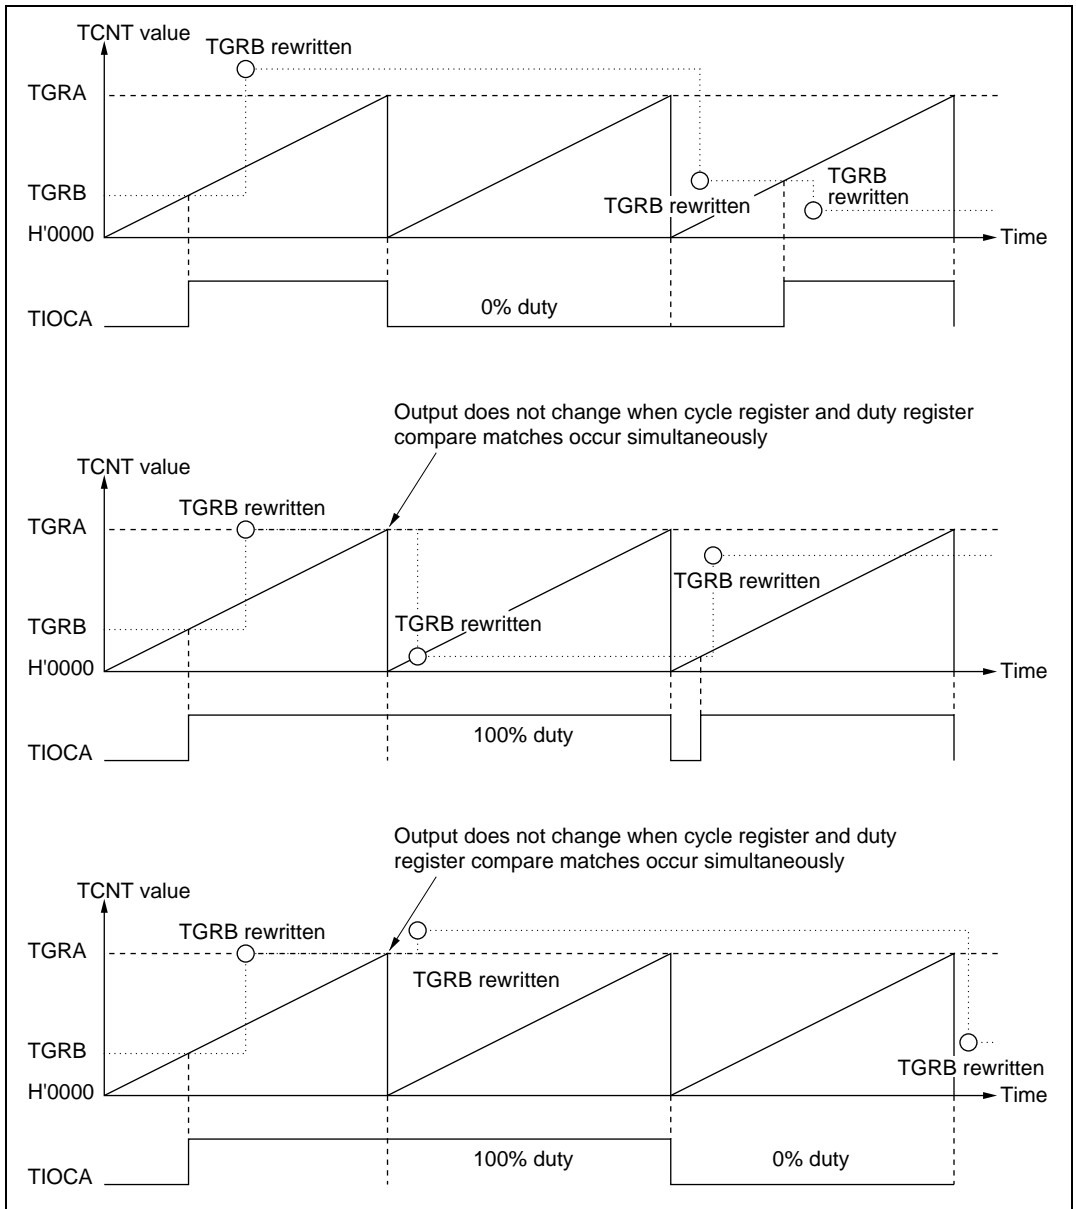 TCNT value
TGRB rewritten
TGRA
TGRB
TGRB rewritten
TGRB
rewritten
H'0000
Time
TIOCA
0% duty
Output does not change when cycle register and duty register
compare matches occur simultaneously
TCNT value
TGRB rewritten
TGRA
TGRB rewritten
TGRB
TGRB rewritten
H'0000
Time
TIOCA
100% duty
Output does not change when cycle register and duty
register compare matches occur simultaneously
TCNT value
TGRB rewritten
TGRA
TGRB rewritten
TGRB
TGRB rewritten
H'0000
Time
TIOCA
100% duty
0% duty